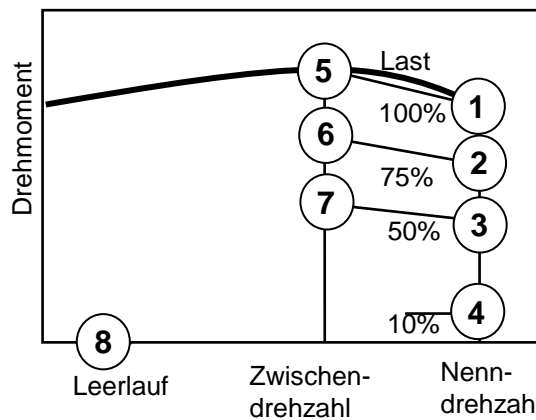 Drehmoment
Last
5
1
100%
6
2
75%
7
3
50%
4
10%
8
Leerlauf
Zwischen-
drehzahl
Nenn-
drehzah